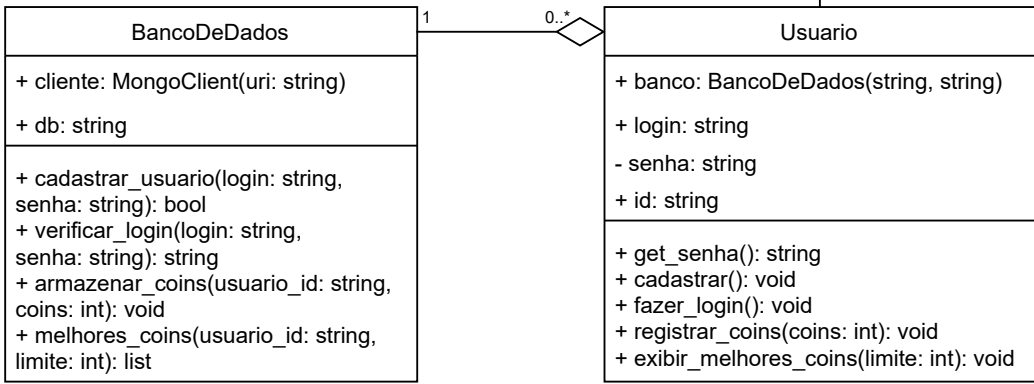 BancoDeDados
+ cliente: MongoClient(uri: string)
+ db: string
+ cadastrar_usuario(login: string,
senha: string): bool
+ verificar_login(login: string,
senha: string): string
+ armazenar_coins(usuario_id: string,
coins: int): void
+ melhores_coins(usuario_id: string,
limite: int): list
1
0..*
Usuario
+ banco: BancoDeDados(string, string)
+ login: string
- senha: string
+ id: string
+ get_senha(): string
+ cadastrar(): void
+ fazer_login(): void
+ registrar_coins(coins: int): void
+ exibir_melhores_coins(limite: int): void